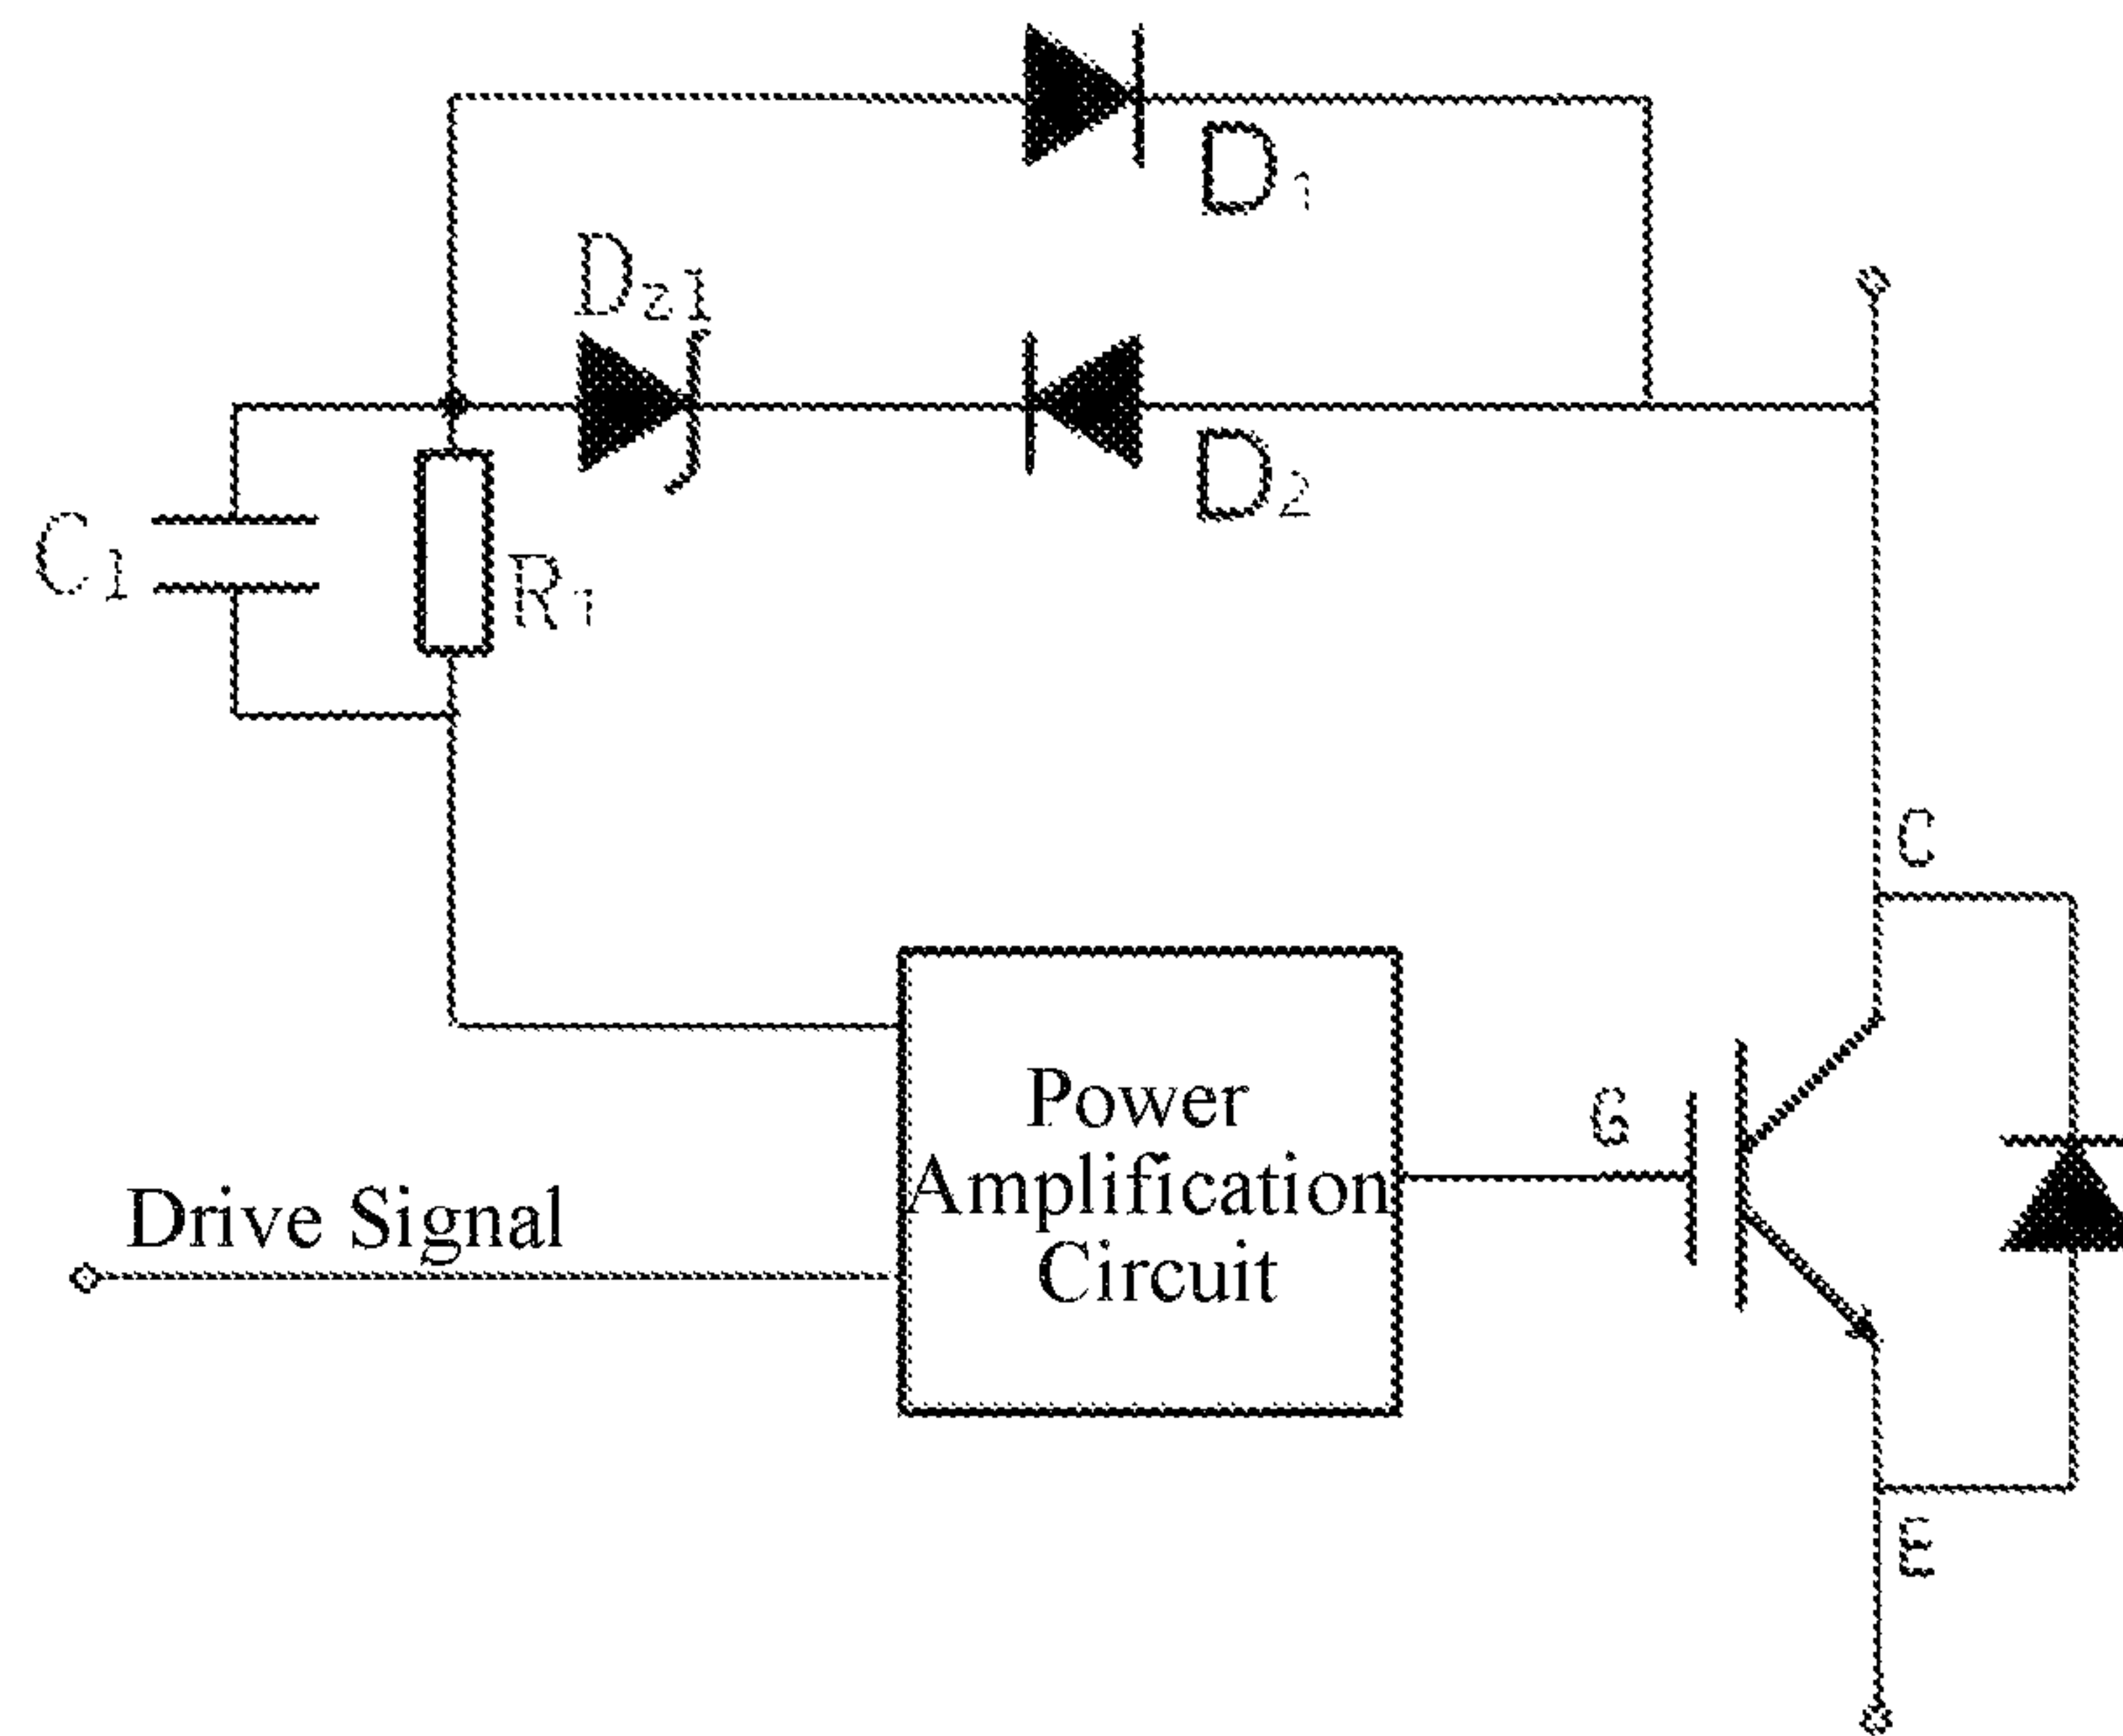 D1
Dz1
D2
C1
R1
C
G
Power
Amplification
Circuit
Drive Signal
E